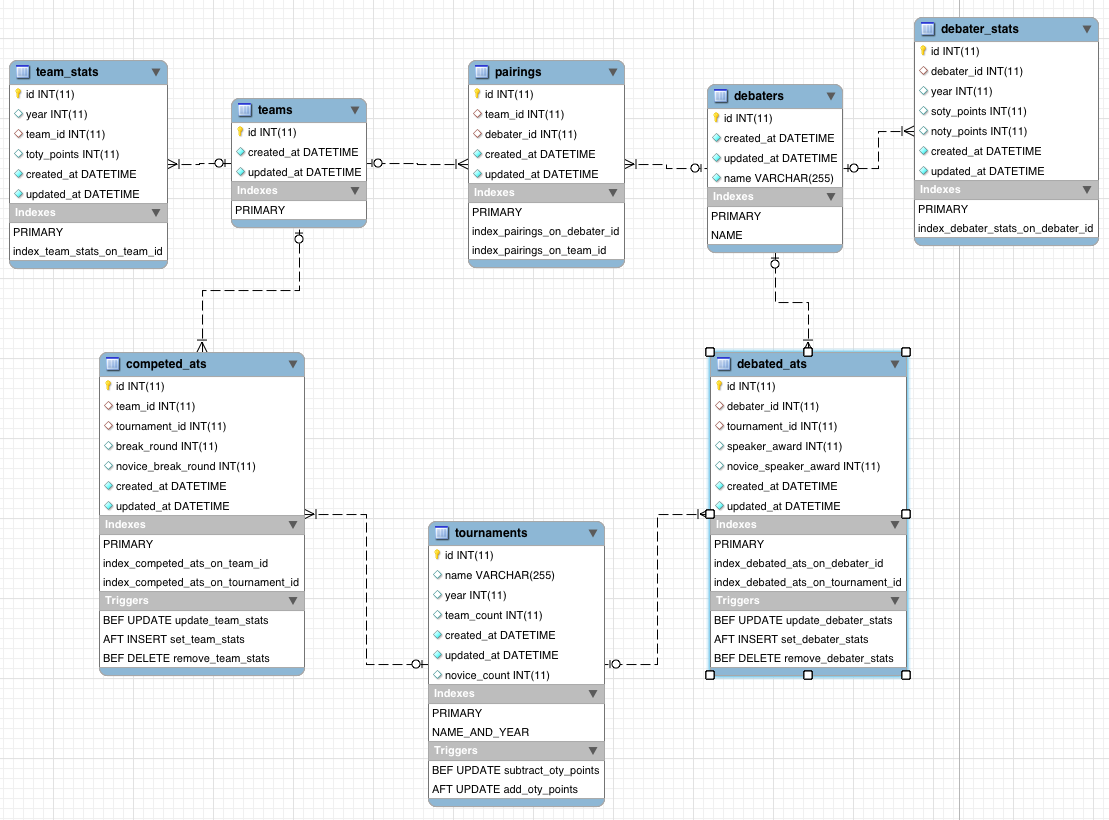 team_stats
id INT(11)
year INT(11)
team_id INT(11)
toty_points INT(11)
created_at DATETIME
updated_at DATETIME
Indexes
PRIMARY
index_team_stats_on_team_id
teams
id INT(11)
created_at DATETIME
updated_at DATETIME
Indexes
PRIMARY
pairings
id INT(11)
team_id INT(11)
debater_id INT(11)
created_at DATETIME
updated_at DATETIME
Indexes
PRIMARY
index_pairings_on_debater_id
index_pairings_on_team_id
debaters
id INT(11)
created_at DATETIME
updated_at DATETIME
name VARCHAR(255)
Indexes
PRIMARY
NAME
debater_stats
id INT(11)
debater_id INT(11)
year INT(11)
soty_points INT(11)
noty_points INT(11)
created_at DATETIME
updated_at DATETIME
Indexes
PRIMARY
index_debater_stats_on_debater_id
competed_ats
id INT(11)
team_id INT(11)
tournament_id INT(11)
break_round INT(11)
novice_break_round INT(11)
created_at DATETIME
updated_at DATETIME
Indexes
PRIMARY
index_competed_ats_on_team_id
index_competed_ats_on_tournament_id
Triggers
BEF UPDATE update_team_stats
AFT INSERT set_team_stats
BEF DELETE remove_team_stats
tournaments
id INT(11)
name VARCHAR(255)
year INT(11)
team_count INT(11)
created_at DATETIME
updated_at DATETIME
novice_count INT(11)
Indexes
PRIMARY
NAME_AND_YEAR
Triggers
BEF UPDATE subtract_oty_points
AFT UPDATE add_oty_points
debated_ats
id INT(11)
debater_id INT(11)
tournament_id INT(11)
speaker_award INT(11)
novice_speaker_award INT(11)
created_at DATETIME
updated_at DATETIME
Indexes
PRIMARY
index_debated_ats_on_debater_id
index_debated_ats_on_tournament_id
Triggers
BEF UPDATE update_debater_stats
AFT INSERT set_debater_stats
BEF DELETE remove_debater_stats